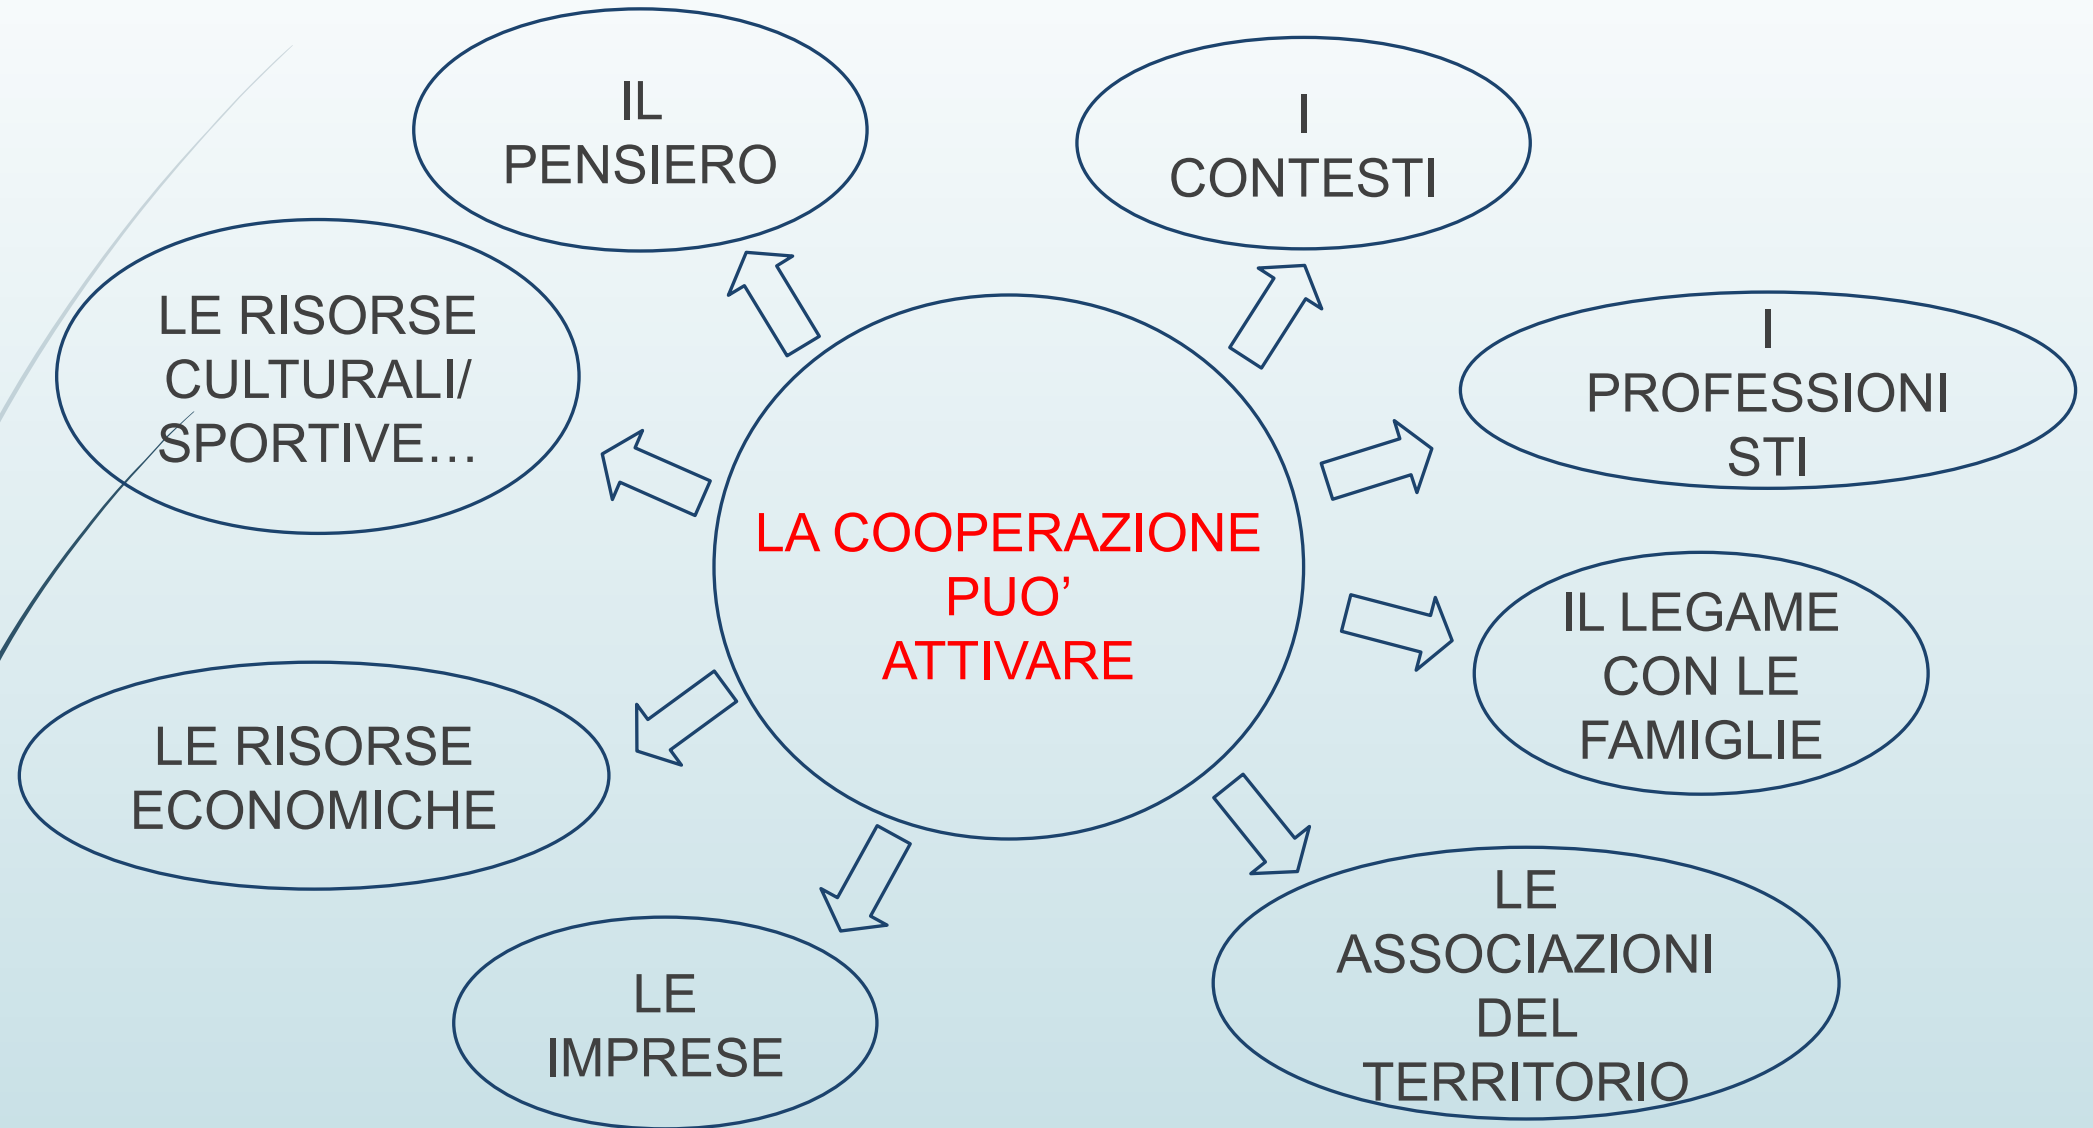 IL
PENSIERO
I
CONTESTI
LE RISORSE
CULTURALI/
SPORTIVE…
I
PROFESSIONI
STI
LA COOPERAZIONE
PUO’
ATTIVARE
IL LEGAME
CON LE
FAMIGLIE
LE RISORSE
ECONOMICHE
LE
IMPRESE
LE
ASSOCIAZIONI
DEL
TERRITORIO